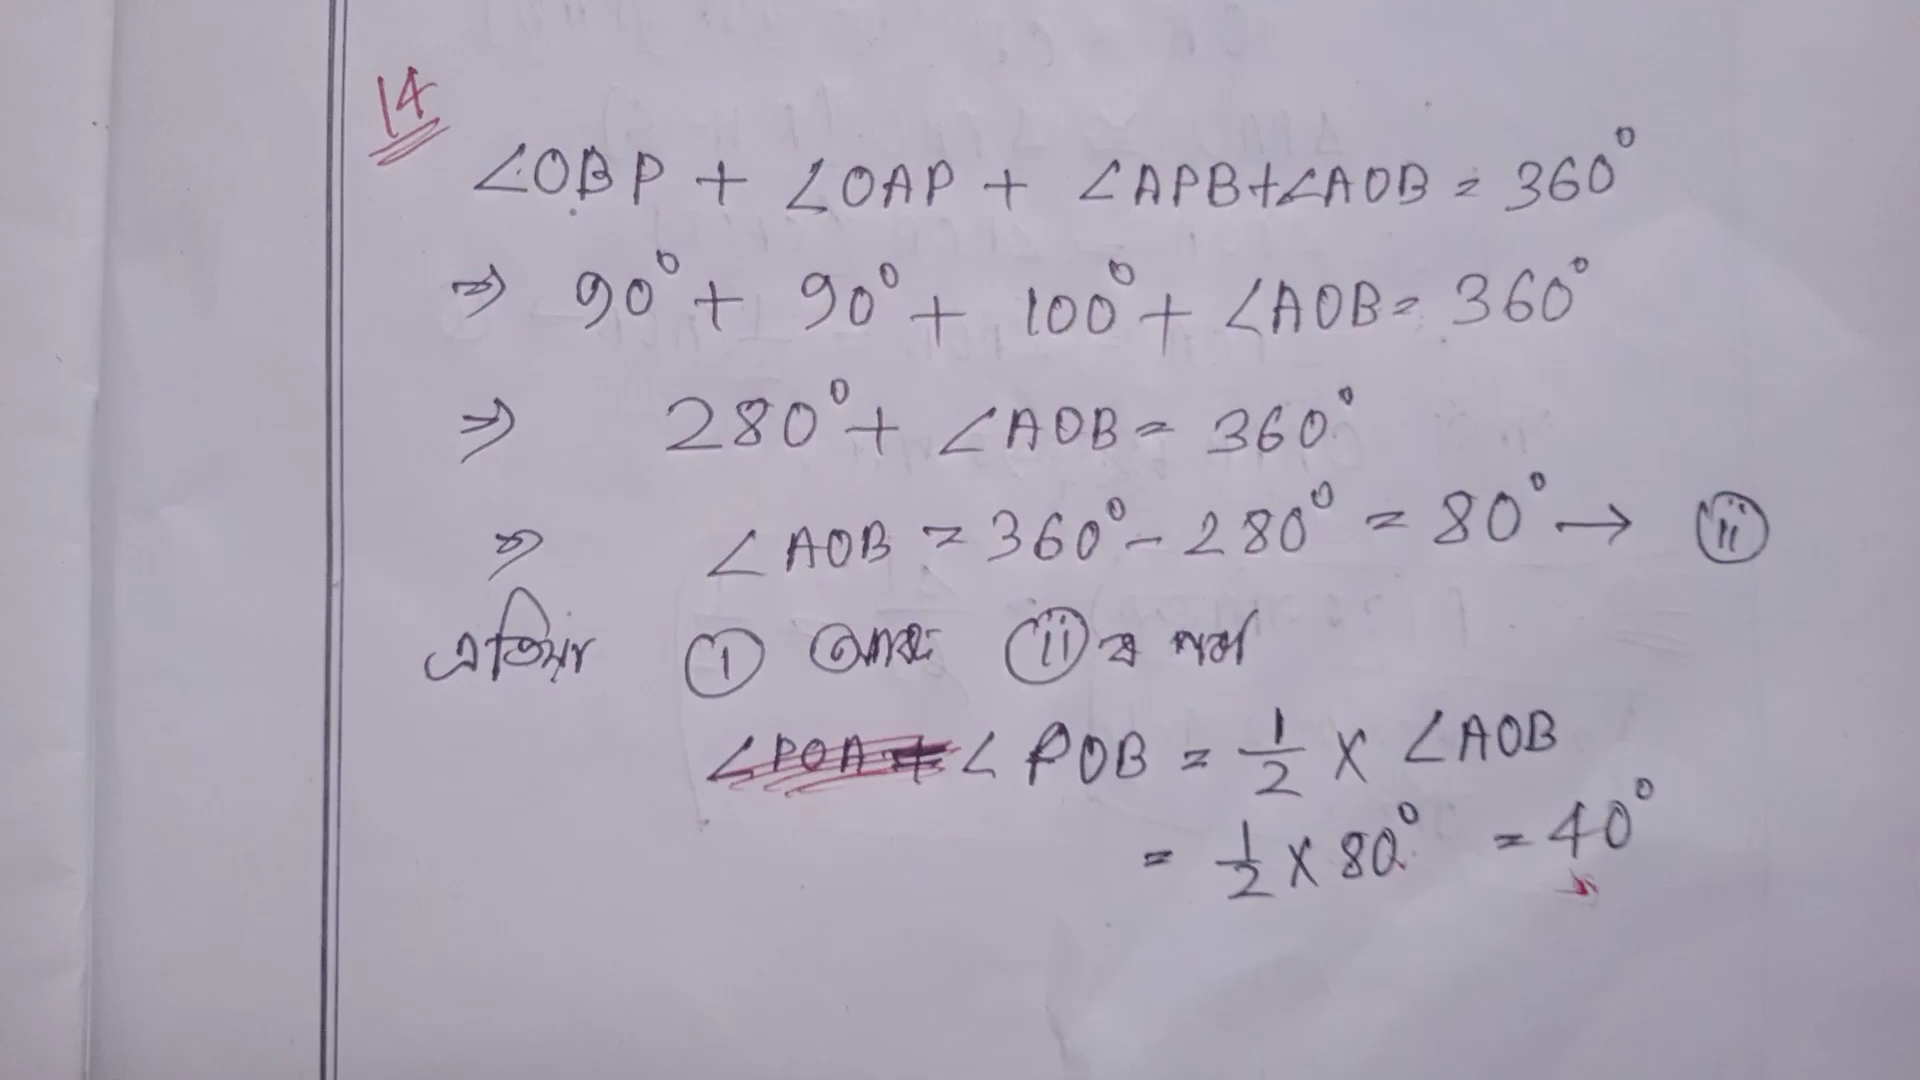 14
∠OBP + ∠OAP + ∠APB+∠AOB = 360°
⇒ 90° + 90° + 100° + ∠AOB = 360°
⇒ 280° + ∠AOB = 360°
⇒ ∠AOB = 360° - 280° = 80° → (ii)
এতিয়া (i) আৰু (ii) ৰ পৰা
∠POA = ∠POB = 1/2 × ∠AOB
= 1/2 × 80° = 40°